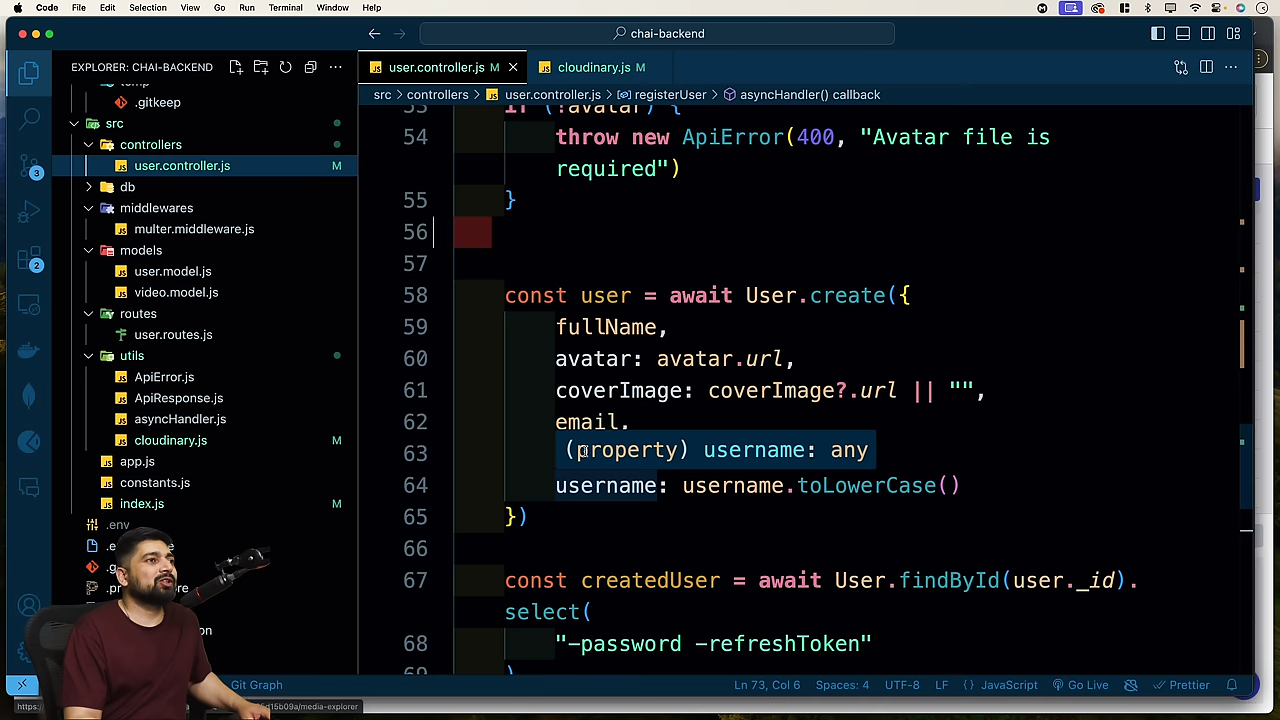 Code File Edit Selection View Go Run Terminal Window Help
chai-backend
EXPLORER: CHAI-BACKEND
user.controller.js M
cloudinary.js M
src > controllers > user.controller.js > registerUser > asyncHandler() callback
.gitkeep
src
controllers
user.controller.js M
db
middlewares
multer.middleware.js
models
user.model.js
video.model.js
routes
user.routes.js
utils
ApiError.js
ApiResponse.js
asyncHandler.js
cloudinary.js M
app.js
constants.js
index.js M
.env
3
2
53 if (!avatar) {
54 throw new ApiError(400, "Avatar file is
required")
55 }
56
57
58 const user = await User.create({
59 fullName,
60 avatar: avatar.url,
61 coverImage: coverImage?.url || "",
62 email,
63 (property) username: any
64 username: username.toLowerCase()
65 })
66
67 const createdUser = await User.findById(user._id).
select(
68 "-password -refreshToken"
69 )
Git Graph
Ln 73, Col 6 Spaces: 4 UTF-8 LF {} JavaScript Go Live Prettier